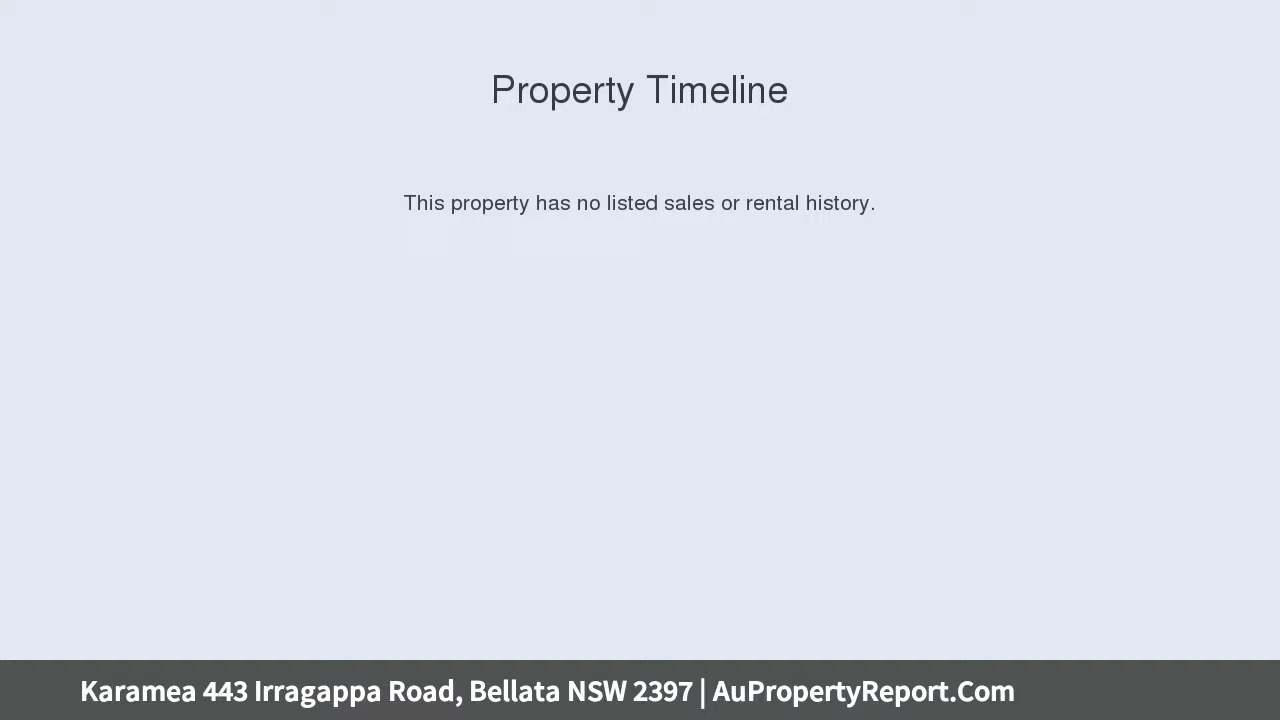 Property Timeline
This property has no listed sales or rental history.
Karamea 443 Irragappa Road, Bellata NSW 2397 | AuPropertyReport.Com